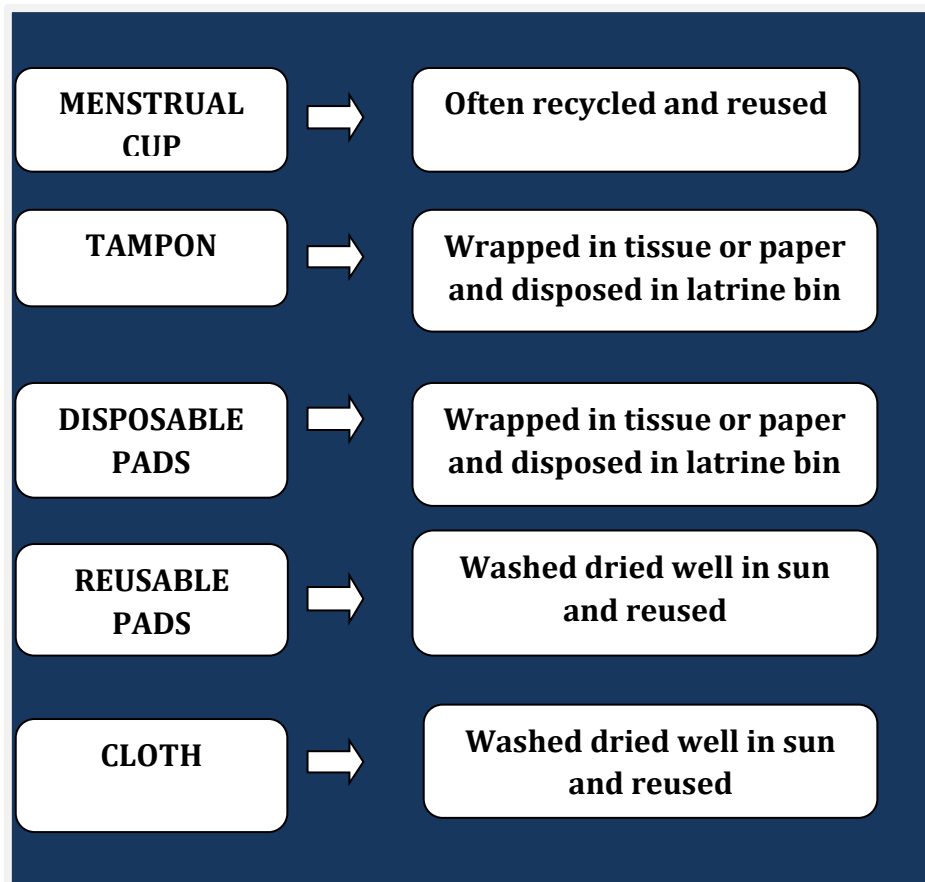 MENSTRUAL
CUP
Often recycled and reused
TAMPON
Wrapped in tissue or paper
and disposed in latrine bin
DISPOSABLE
PADS
Wrapped in tissue or paper
and disposed in latrine bin
REUSABLE
PADS
Washed dried well in sun
and reused
CLOTH
Washed dried well in sun
and reused